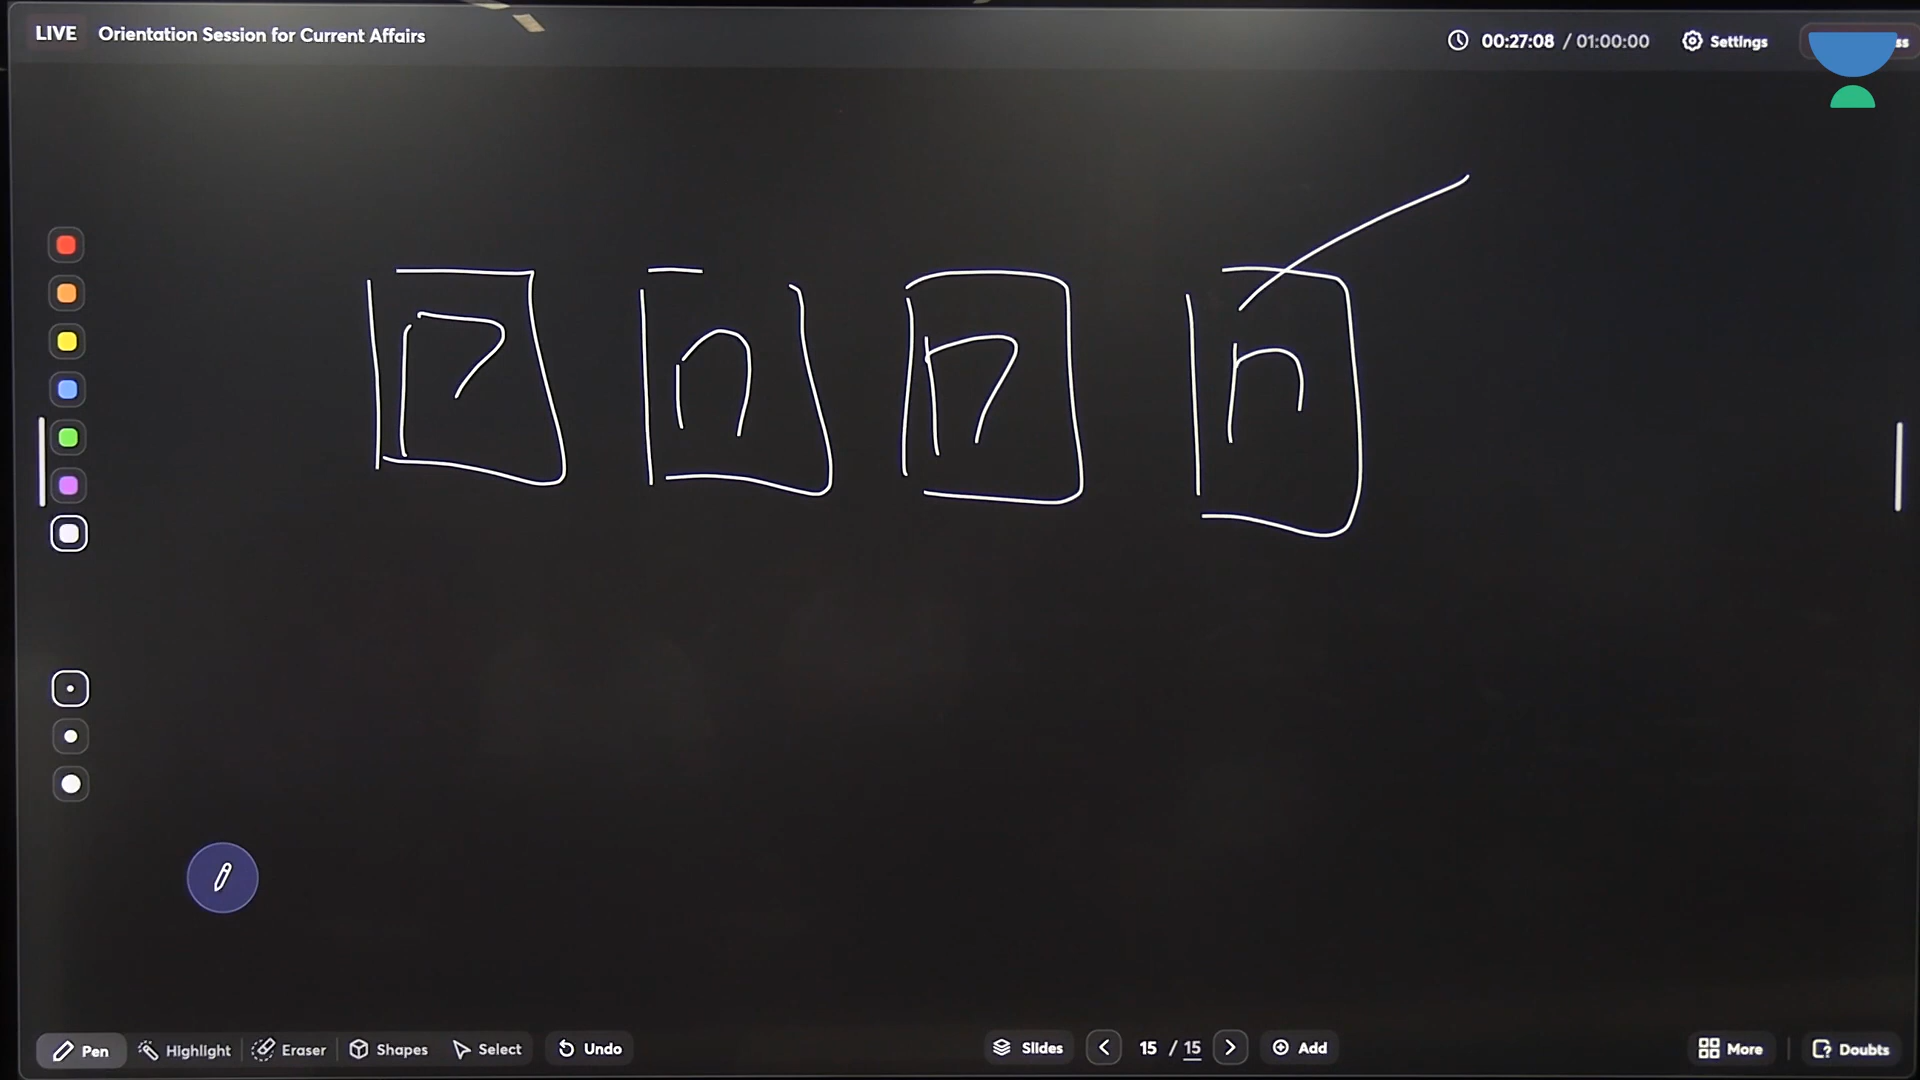 LIVE Orientation Session for Current Affairs 00:27:08 / 01:00:00 Settings ss
n n n n
Pen Highlight Eraser Shapes Select Undo Slides 15 / 15 Add More Doubts